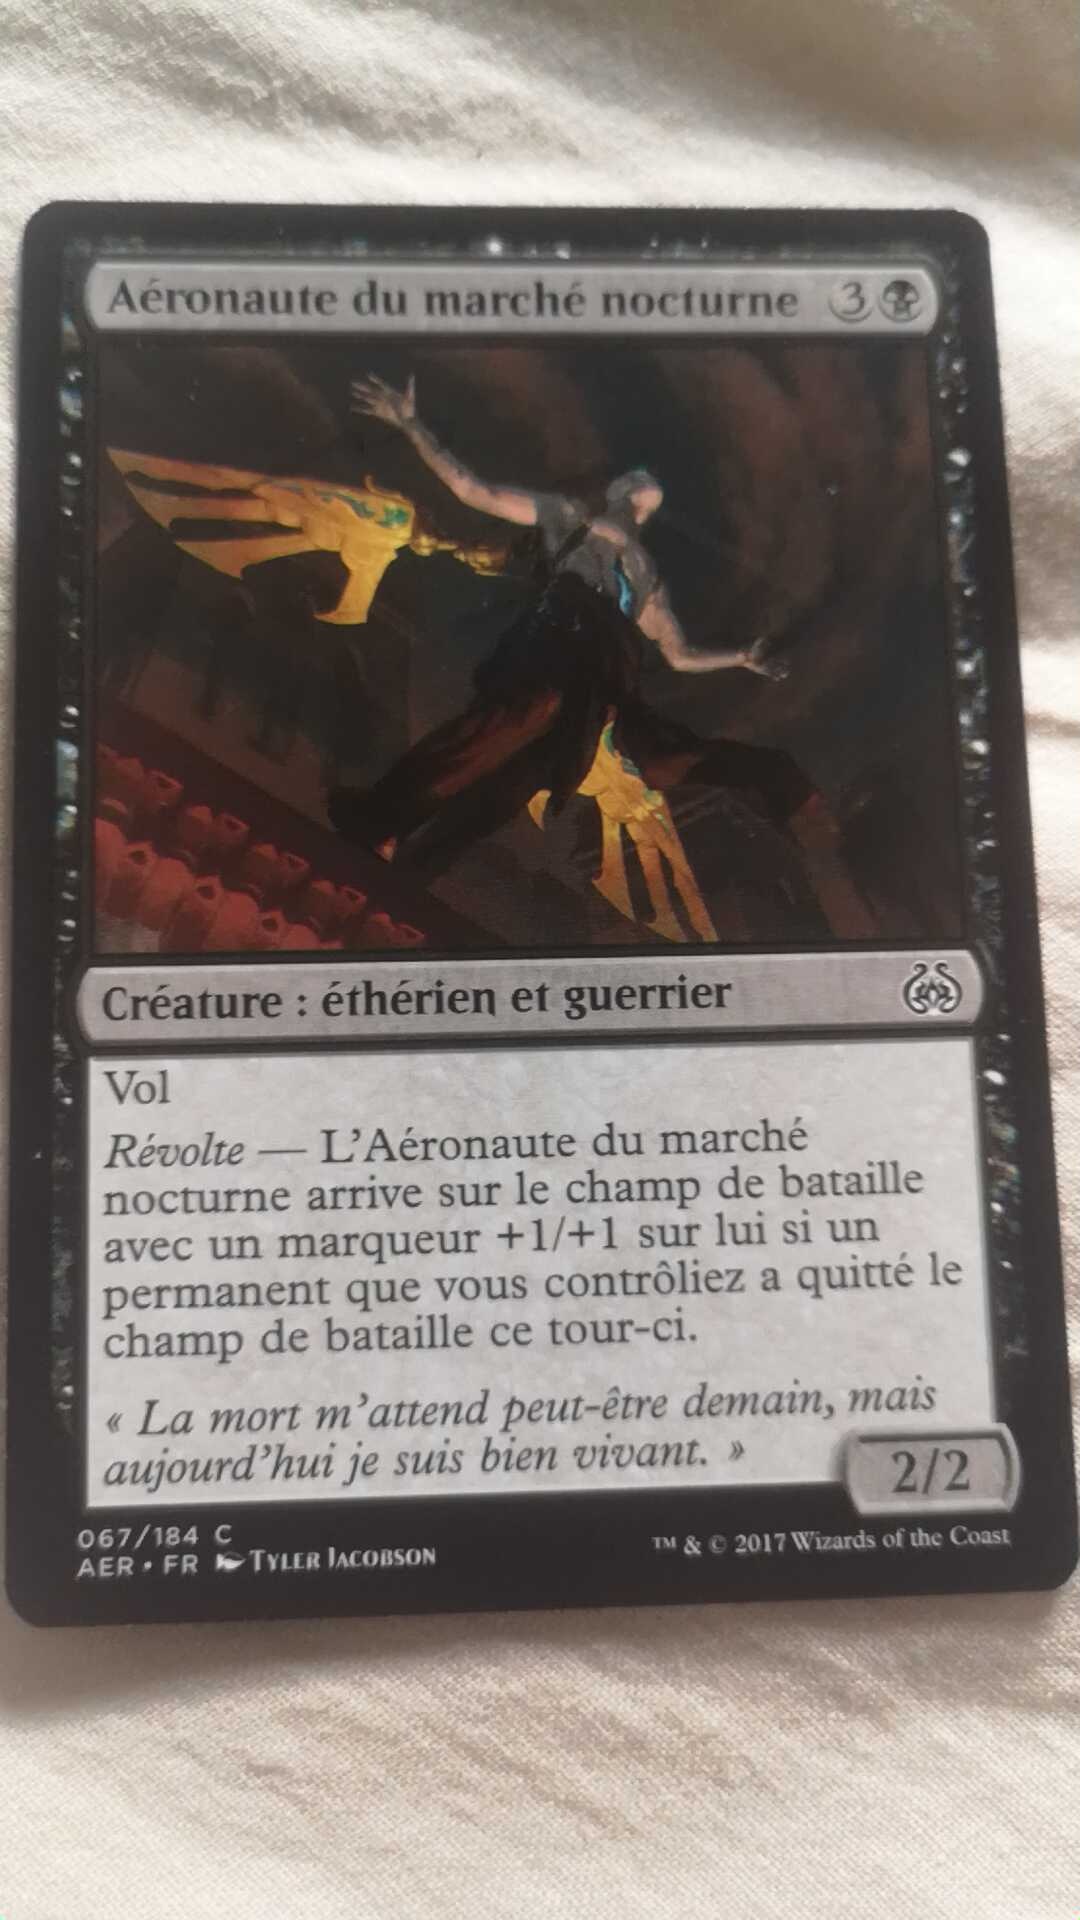 Aéronaute du marché nocturne 3
Créature : éthérien et guerrier
Vol
Révolte — L'Aéronaute du marché
nocturne arrive sur le champ de bataille
avec un marqueur +1/+1 sur lui si un
permanent que vous contrôliez a quitté le
champ de bataille ce tour-ci.
« La mort m'attend peut-être demain, mais
aujourd'hui je suis bien vivant. »
2/2
067/184 C
AER • FR Tyler Jacobson
™ & © 2017 Wizards of the Coast